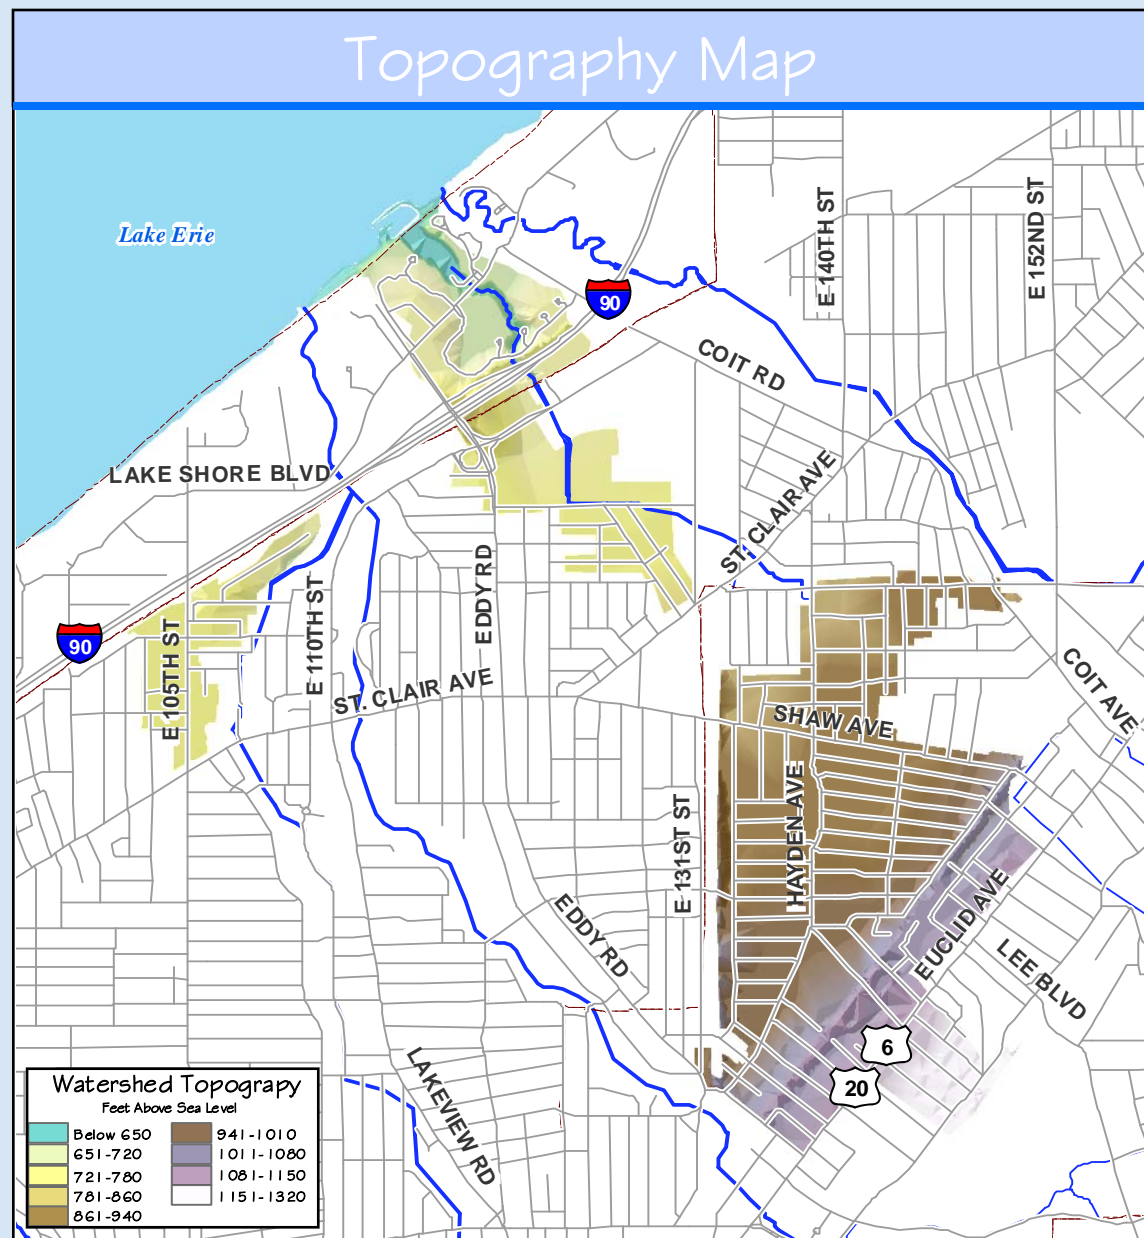 Topography Map
Lake Erie
E 140TH ST
E 152ND ST
90
COIT RD
LAKE SHORE BLVD
ST. CLAIR AVE
EDDY RD
E 110TH ST
90
E 105TH ST
ST. CLAIR AVE
COIT AVE
SHAW AVE
HAYDEN AVE
E 131ST ST
EUCLID AVE
EDDY RD
LEE BLVD
6
20
LAKEVIEW RD
Watershed Topograpy
Feet Above Sea Level
Below 650
651-720
721-780
781-860
861-940
941-1010
1011-1080
1081-1150
1151-1320